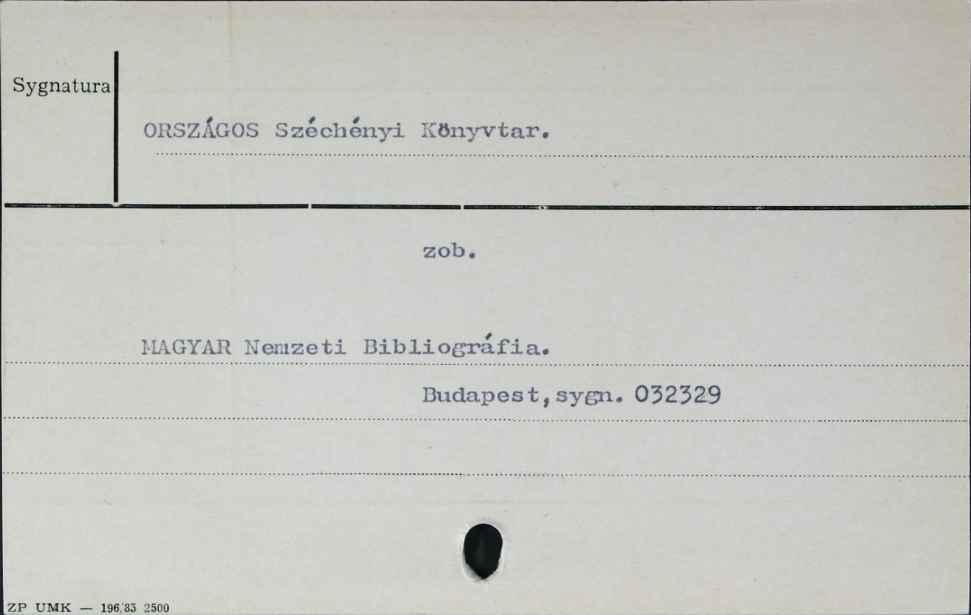 Sygnatura
ORSZÁGOS Széchényi Könyvtar.
zob.
MAGYAR Nemzeti Bibliográfia.
Budapest,sygn. 032329
ZP UMK — 196/83 2500